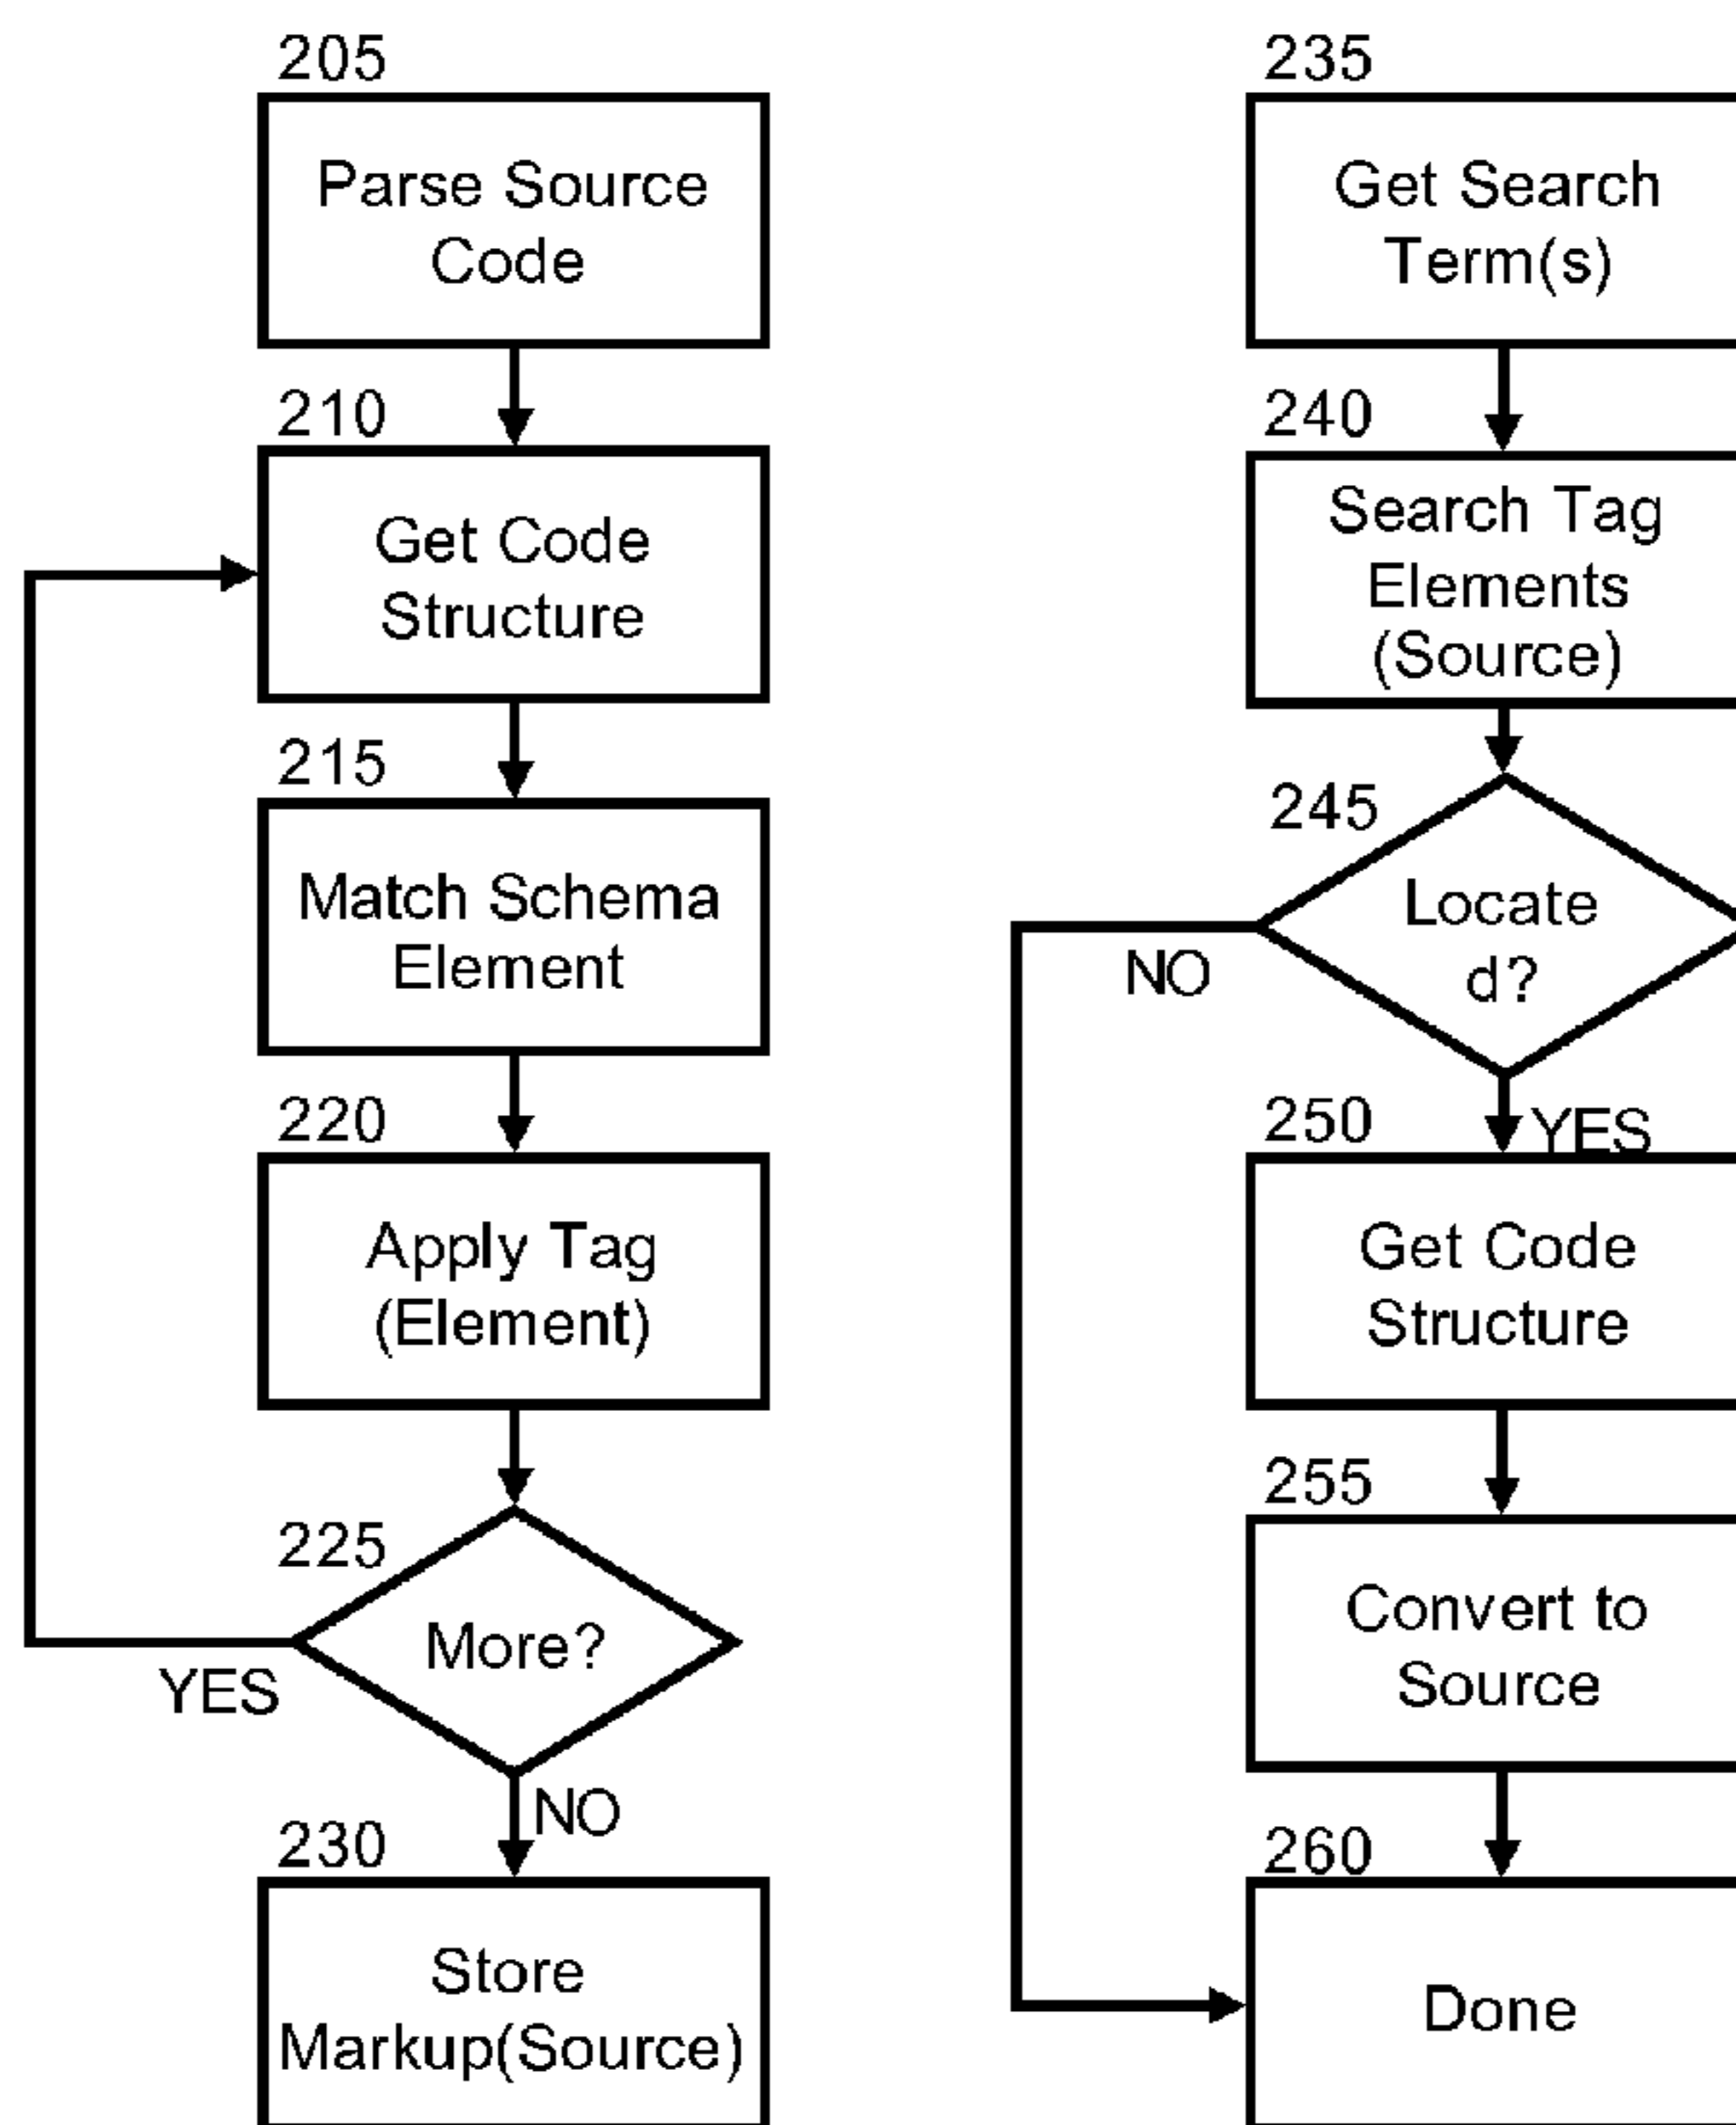 205
Parse Source
Code
210
Get Code
Structure
215
Match Schema
Element
220
Apply Tag
(Element)
225
More?
YES
NO
230
Store
Markup(Source)
235
Get Search
Term(s)
240
Search Tag
Elements
(Source)
245
Locate
d?
NO
YES
250
Get Code
Structure
255
Convert to
Source
260
Done